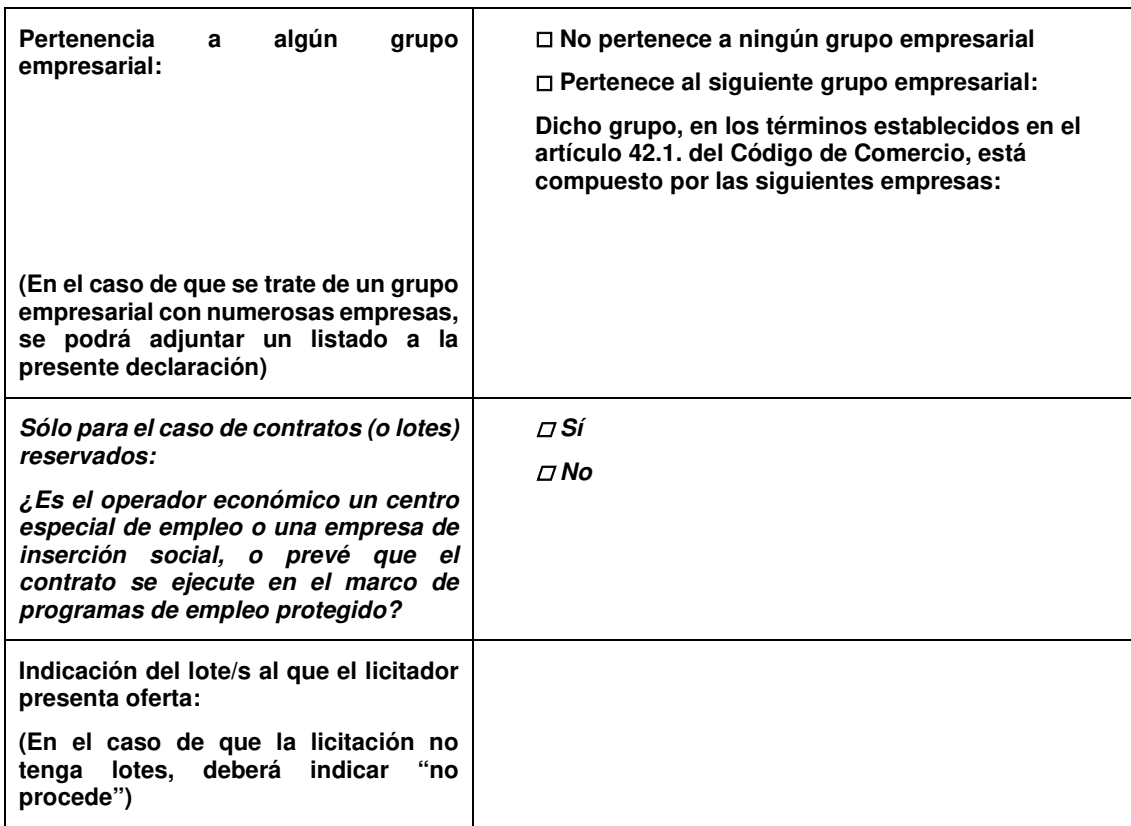 Pertenencia a algún grupo
empresarial:
(En el caso de que se trate de un grupo
empresarial con numerosas empresas,
se podrá adjuntar un listado a la
presente declaración)
☐ No pertenece a ningún grupo empresarial
☐ Pertenece al siguiente grupo empresarial:
Dicho grupo, en los términos establecidos en el
artículo 42.1. del Código de Comercio, está
compuesto por las siguientes empresas:
Sólo para el caso de contratos (o lotes)
reservados:
¿Es el operador económico un centro
especial de empleo o una empresa de
inserción social, o prevé que el
contrato se ejecute en el marco de
programas de empleo protegido?
☐ Sí
☐ No
Indicación del lote/s al que el licitador
presenta oferta:
(En el caso de que la licitación no
tenga lotes, deberá indicar “no
procede”)